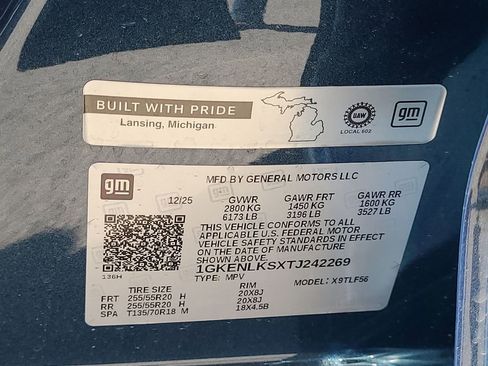 BUILT WITH PRIDE
Lansing, Michigan
UAW
LOCAL 602
gm
gm
MFD BY GENERAL MOTORS LLC
12/25 GVWR GAWR FRT GAWR RR
2800 KG 1450 KG 1600 KG
6173 LB 3196 LB 3527 LB
THIS VEHICLE CONFORMS TO ALL
APPLICABLE U.S. FEDERAL MOTOR
VEHICLE SAFETY STANDARDS IN EFFECT
ON THE DATE OF MANUFACTURE
SHOWN ABOVE.
1GKENLKSXTJ242269
136H TYPE: MPV MODEL: X9TLF56
TIRE SIZE RIM
FRT 255/55R20 H 20X8J
RR 255/55R20 H 20X8J
SPA T135/70R18 M 18X4.5B